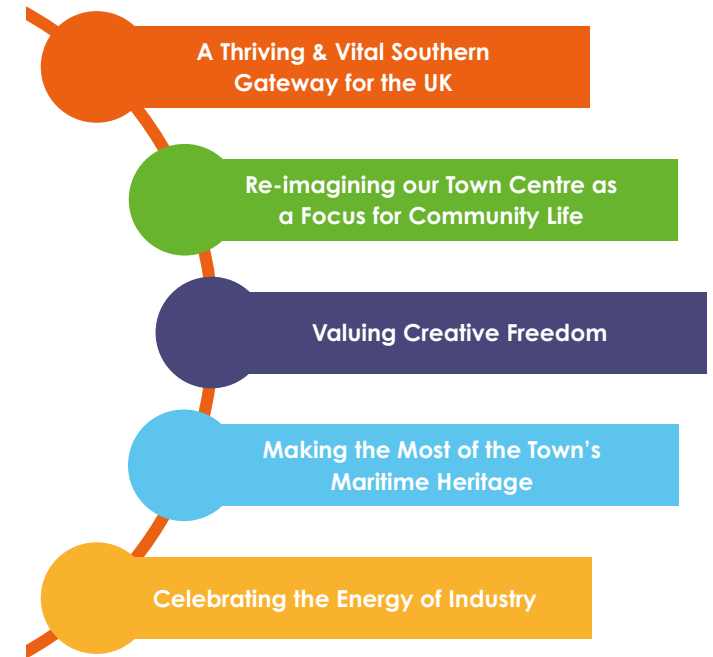 A Thriving & Vital Southern
Gateway for the UK
Re-imagining our Town Centre as
a Focus for Community Life
Valuing Creative Freedom
Making the Most of the Town’s
Maritime Heritage
Celebrating the Energy of Industry